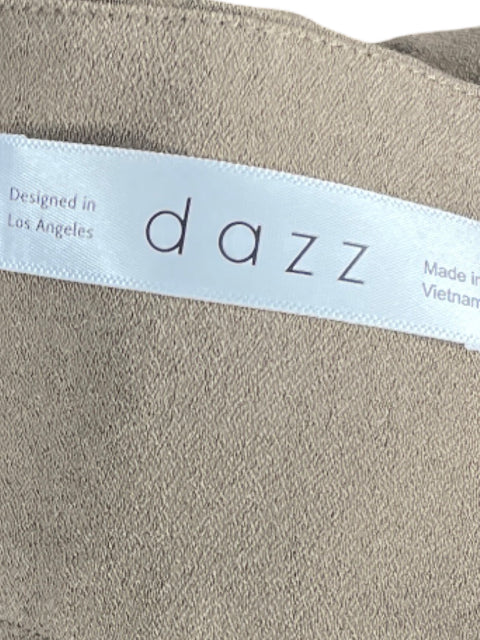 Designed in
Los Angeles
dazz
Made in
Vietnam